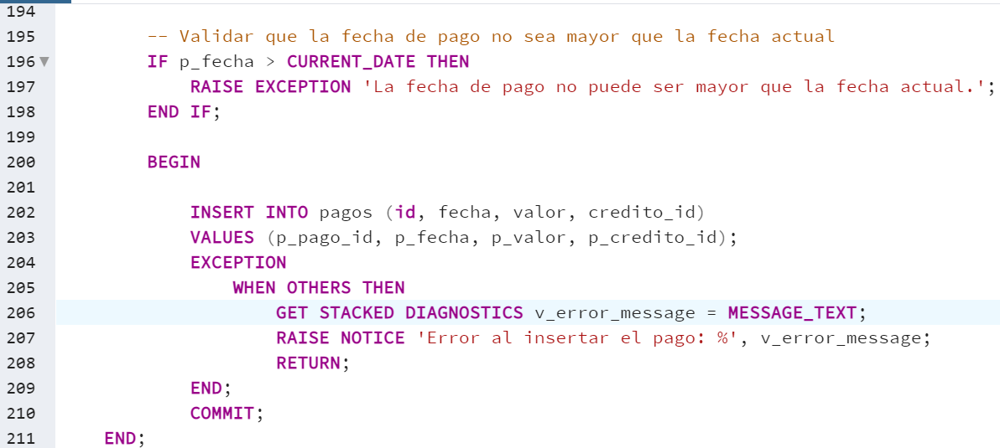 194
195 -- Validar que la fecha de pago no sea mayor que la fecha actual
196 IF p_fecha > CURRENT_DATE THEN
197 RAISE EXCEPTION 'La fecha de pago no puede ser mayor que la fecha actual.';
198 END IF;
199
200 BEGIN
201
202 INSERT INTO pagos (id, fecha, valor, credito_id)
203 VALUES (p_pago_id, p_fecha, p_valor, p_credito_id);
204 EXCEPTION
205 WHEN OTHERS THEN
206 GET STACKED DIAGNOSTICS v_error_message = MESSAGE_TEXT;
207 RAISE NOTICE 'Error al insertar el pago: %', v_error_message;
208 RETURN;
209 END;
210 COMMIT;
211 END;